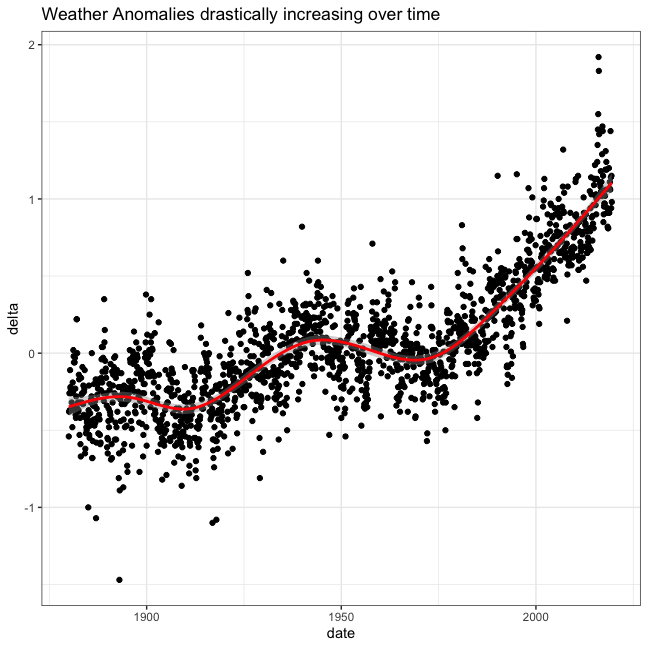 Weather Anomalies drastically increasing over time
2
1
0
-1
delta
1900
1950
2000
date